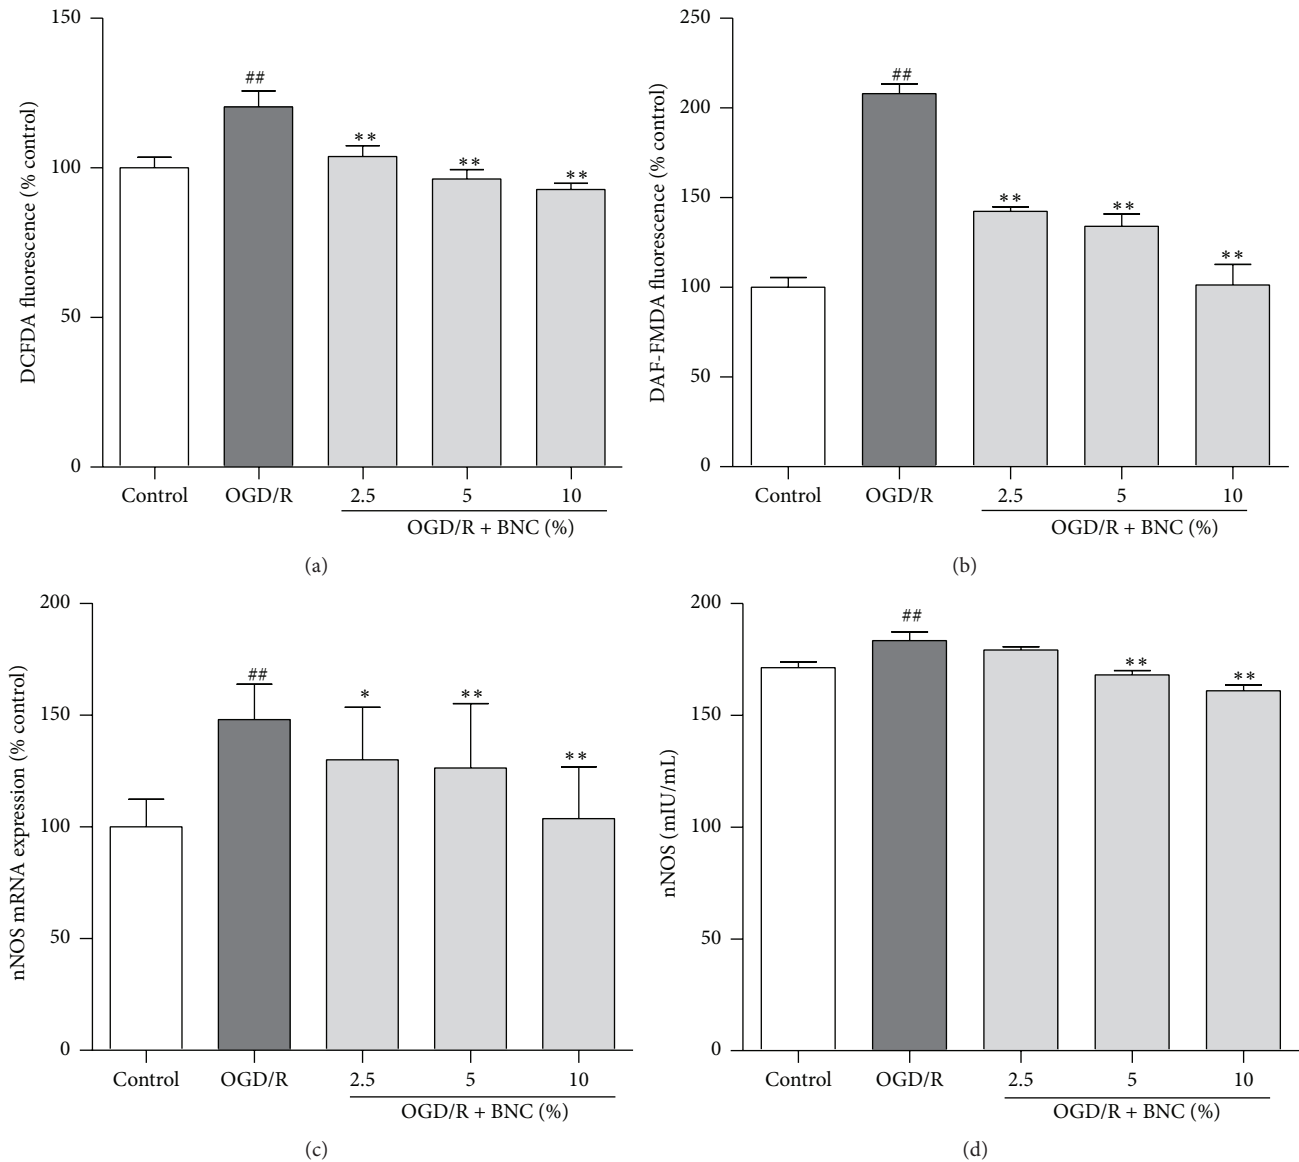 DCFDA fluorescence (% control)
150
100
50
0
##
**
**
**
Control OGD/R 2.5 5 10
OGD/R + BNC (%)
(a)
DAF-FMDA fluorescence (% control)
250
200
150
100
50
0
##
**
**
**
Control OGD/R 2.5 5 10
OGD/R + BNC (%)
(b)
nNOS mRNA expression (% control)
200
150
100
50
0
##
*
**
**
Control OGD/R 2.5 5 10
OGD/R + BNC (%)
(c)
nNOS (mIU/mL)
200
150
100
50
0
##
**
**
Control OGD/R 2.5 5 10
OGD/R + BNC (%)
(d)